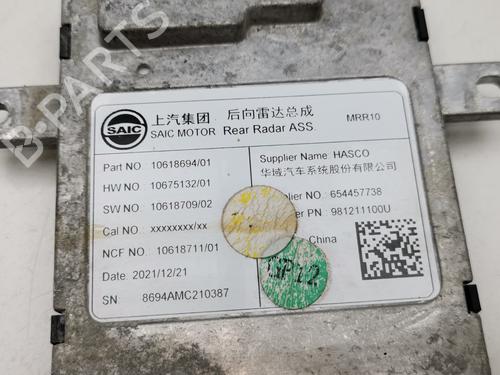 B-PARTS
SAIC 上汽集团 后向雷达总成 MRR10
SAIC MOTOR Rear Radar ASS.
Part NO : 10618694/01
HW NO : 10675132/01
SW NO : 10618709/02
Cal NO : xxxxxxxx/xx
NCF NO : 10618711/01
Date : 2021/12/21
SN : 8694AMC210387
Supplier Name: HASCO
华域汽车系统股份有限公司
Supplier NO : 654457738
PN : 981211100U
China
GP12